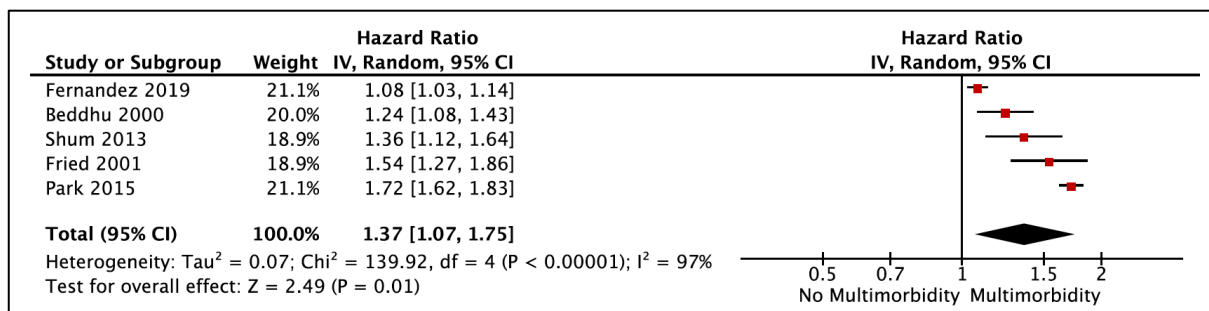 Hazard Ratio Hazard Ratio
Study or Subgroup Weight IV, Random, 95% CI IV, Random, 95% CI
Fernandez 2019 21.1% 1.08 [1.03, 1.14]
Beddhu 2000 20.0% 1.24 [1.08, 1.43]
Shum 2013 18.9% 1.36 [1.12, 1.64]
Fried 2001 18.9% 1.54 [1.27, 1.86]
Park 2015 21.1% 1.72 [1.62, 1.83]
Total (95% CI) 100.0% 1.37 [1.07, 1.75]
Heterogeneity: Tau² = 0.07; Chi² = 139.92, df = 4 (P < 0.00001); I² = 97%
Test for overall effect: Z = 2.49 (P = 0.01)
0.5 0.7 1 1.5 2
No Multimorbidity Multimorbidity